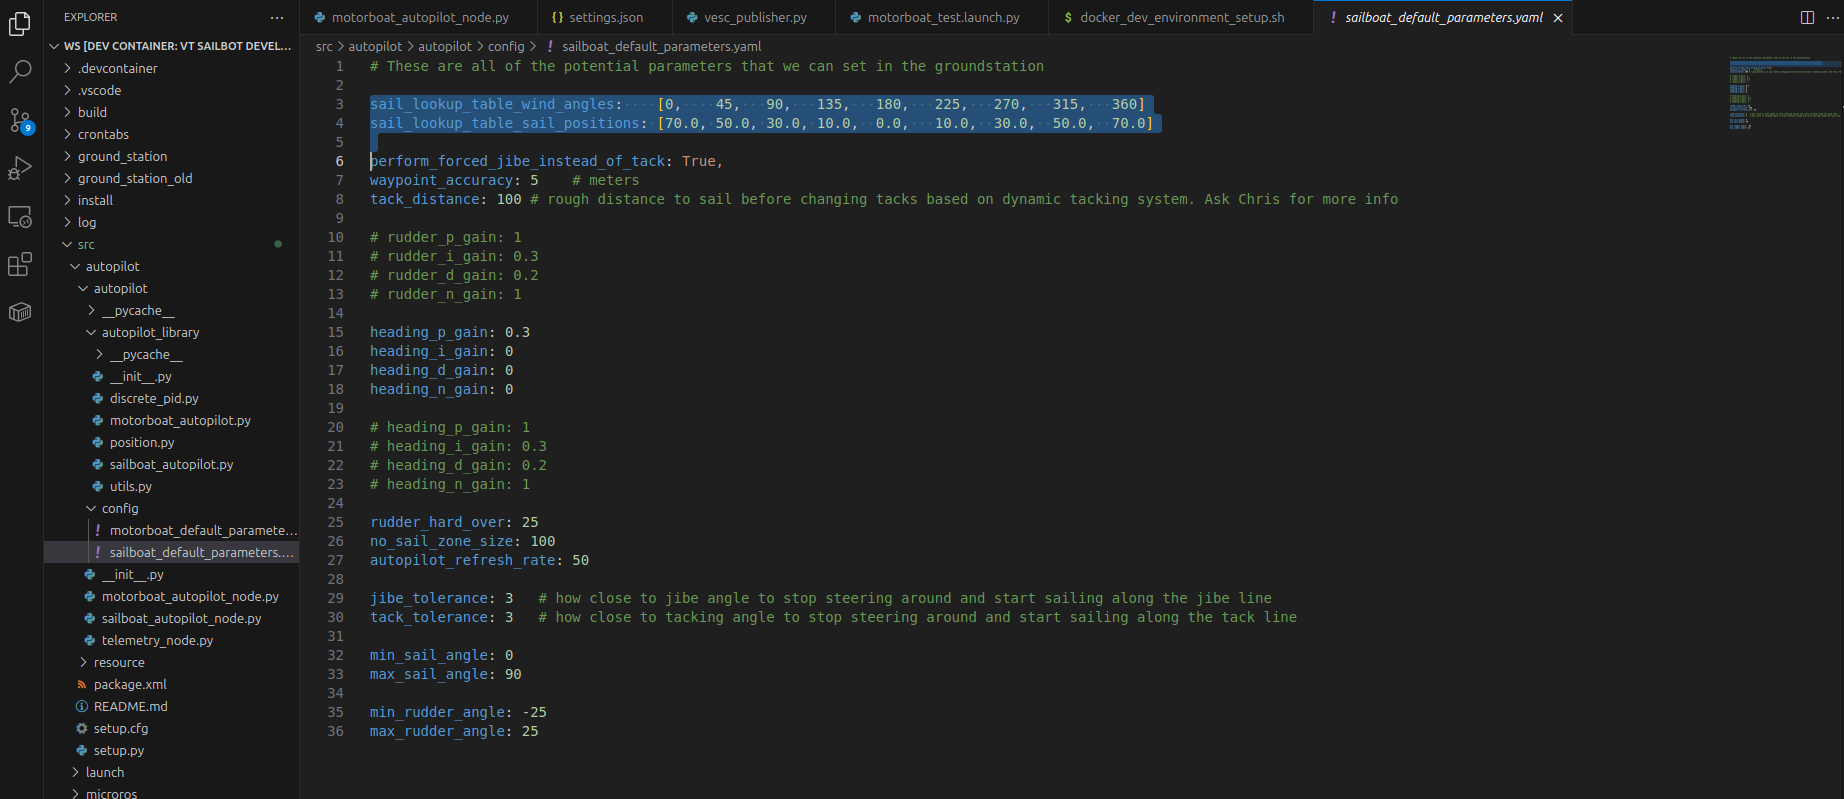 EXPLORER
WS [DEV CONTAINER: VT SAILBOT DEVEL...
.devcontainer
.vscode
build
crontabs
ground_station
ground_station_old
install
log
src
autopilot
autopilot
__pycache__
autopilot_library
__pycache__
__init__.py
discrete_pid.py
motorboat_autopilot.py
position.py
sailboat_autopilot.py
utils.py
config
motorboat_default_paramete...
sailboat_default_parameters....
__init__.py
motorboat_autopilot_node.py
sailboat_autopilot_node.py
telemetry_node.py
resource
package.xml
README.md
setup.cfg
setup.py
launch
microros
9
motorboat_autopilot_node.py {} settings.json vesc_publisher.py motorboat_test.launch.py $ docker_dev_environment_setup.sh ! sailboat_default_parameters.yaml
src > autopilot > autopilot > config > ! sailboat_default_parameters.yaml
1 # These are all of the potential parameters that we can set in the groundstation
2
3 sail_lookup_table_wind_angles: [0, 45, 90, 135, 180, 225, 270, 315, 360]
4 sail_lookup_table_sail_positions: [70.0, 50.0, 30.0, 10.0, 0.0, 10.0, 30.0, 50.0, 70.0]
5
6 perform_forced_jibe_instead_of_tack: True,
7 waypoint_accuracy: 5 # meters
8 tack_distance: 100 # rough distance to sail before changing tacks based on dynamic tacking system. Ask Chris for more info
9
10 # rudder_p_gain: 1
11 # rudder_i_gain: 0.3
12 # rudder_d_gain: 0.2
13 # rudder_n_gain: 1
14
15 heading_p_gain: 0.3
16 heading_i_gain: 0
17 heading_d_gain: 0
18 heading_n_gain: 0
19
20 # heading_p_gain: 1
21 # heading_i_gain: 0.3
22 # heading_d_gain: 0.2
23 # heading_n_gain: 1
24
25 rudder_hard_over: 25
26 no_sail_zone_size: 100
27 autopilot_refresh_rate: 50
28
29 jibe_tolerance: 3 # how close to jibe angle to stop steering around and start sailing along the jibe line
30 tack_tolerance: 3 # how close to tacking angle to stop steering around and start sailing along the tack line
31
32 min_sail_angle: 0
33 max_sail_angle: 90
34
35 min_rudder_angle: -25
36 max_rudder_angle: 25